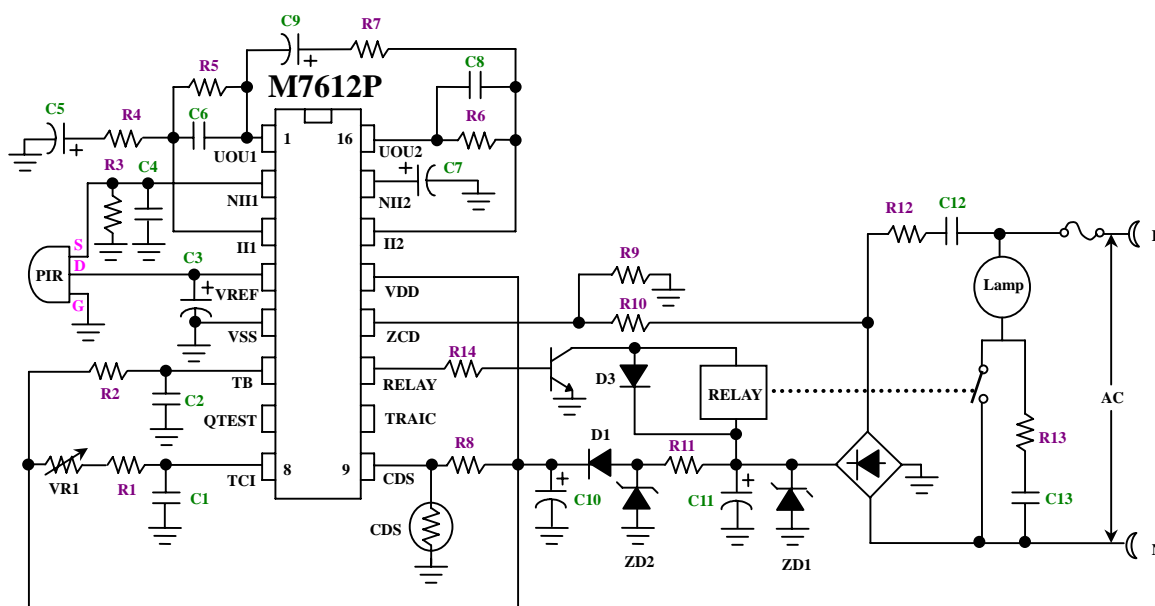 C9
R7
M7612P
R5
C8
C5
R4
C6
R6
1
16
UOU1
UOU2
R3
C4
C7
NII1
NII2
C12
R12
S
II1
II2
D
C3
R9
PIR
Lamp
VREF
VDD
G
R10
VSS
ZCD
R14
D3
R2
TB
RELAY
RELAY
C2
AC
QTEST
TRAIC
D1
R11
R13
R8
8
9
VR1
R1
C1
TCI
CDS
C10
C11
C13
CDS
ZD2
ZD1